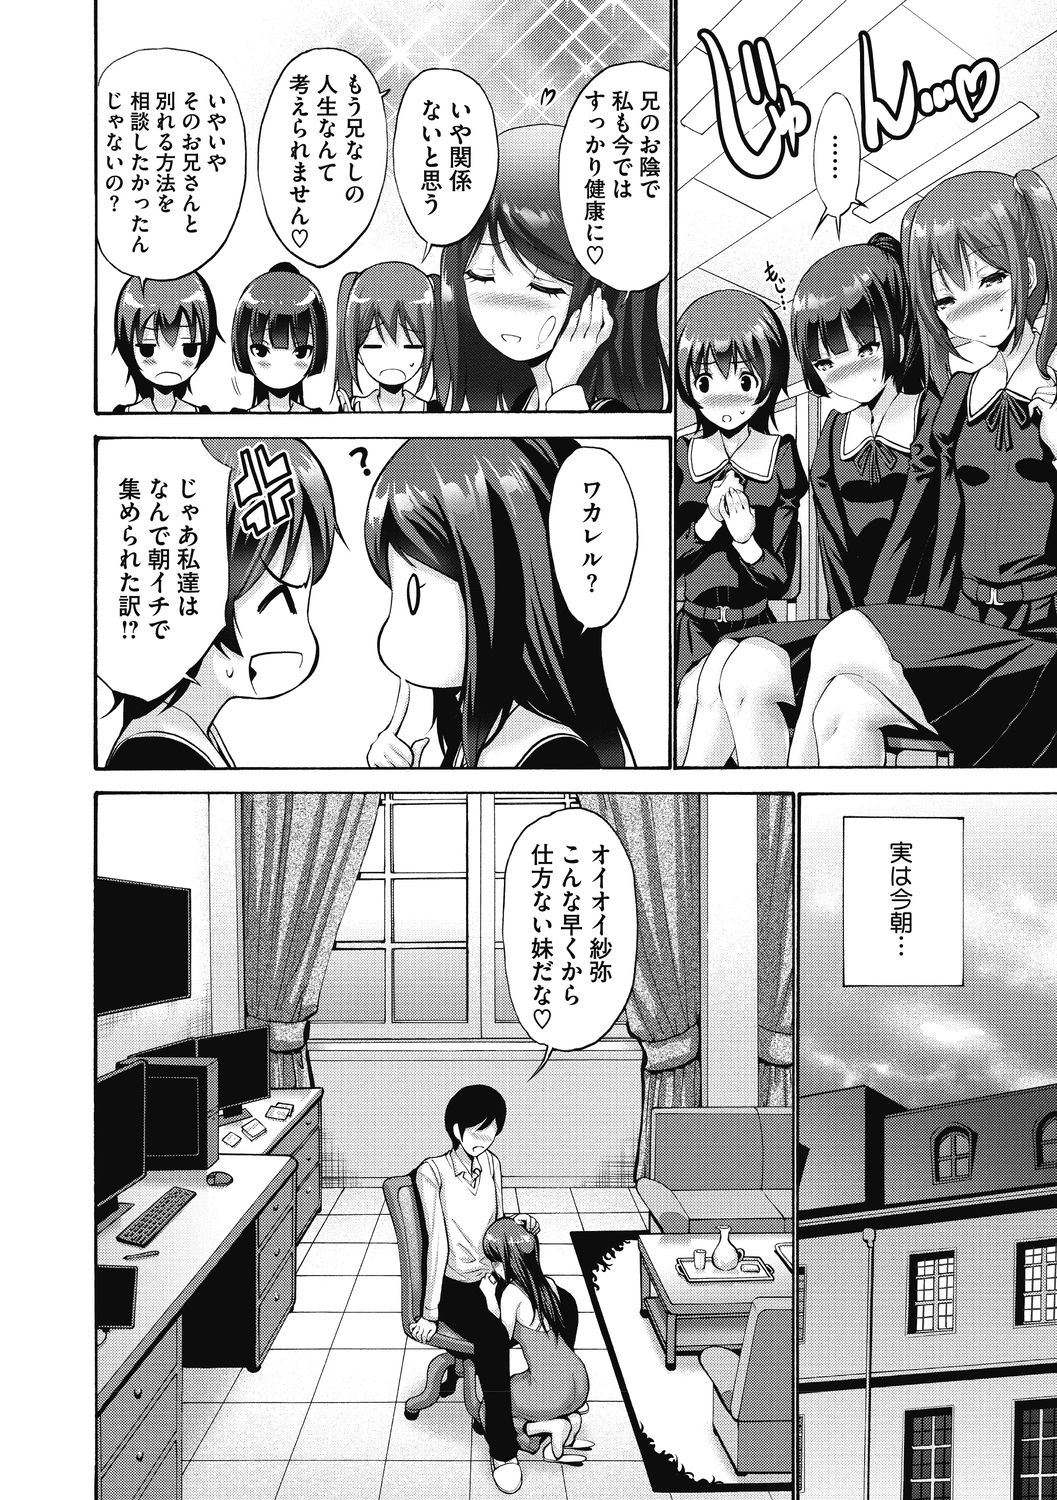 じゅん…♡
……
もじ…
兄のお陰で
私も今では
すっかり健康に♡
いや関係
ないと思う
もう兄なしの
人生なんて
考えられません♡
いやいや
そのお兄さんと
別れる方法を
相談したかったん
じゃないの？
ワカレル？
？
じゃあ私達は
なんで朝イチで
集められた訳!?
実は今朝…
オイオイ紗弥
こんな早くから
仕方ない妹だな♡